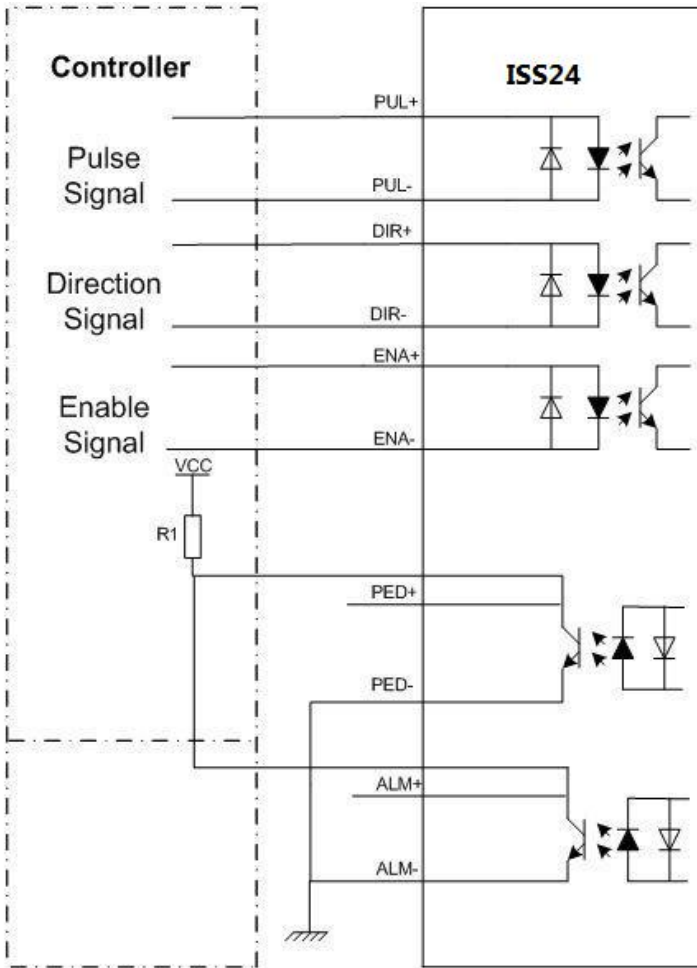 Controller
ISS24
PUL+
Pulse
Signal
PUL-
DIR+
Direction
Signal
DIR-
ENA+
Enable
Signal
ENA-
VCC
R1
PED+
PED-
ALM+
ALM-